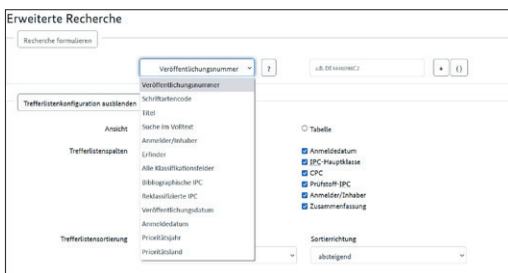 Erweiterte Recherche
Recherche formulieren
Veröffentlichungsnummer
?
+
()
Veröffentlichungsnummer
Schriftartencode
Titel
Suche im Volltext
Anmelder/Inhaber
Erfinder
Alle Klassifikationsfelder
Bibliographische IPC
Reklassifizierte IPC
Veröffentlichungsdatum
Anmeldedatum
Prioritätsjahr
Prioritätsland
Trefferlistenkonfiguration ausblenden
Ansicht
Tabelle
Trefferlistenspalten
Anmeldedatum
IPC-Hauptklasse
CPC
Prüfstoff-IPC
Anmelder/Inhaber
Zusammenfassung
Trefferlistensortierung
Sortierrichtung
absteigend